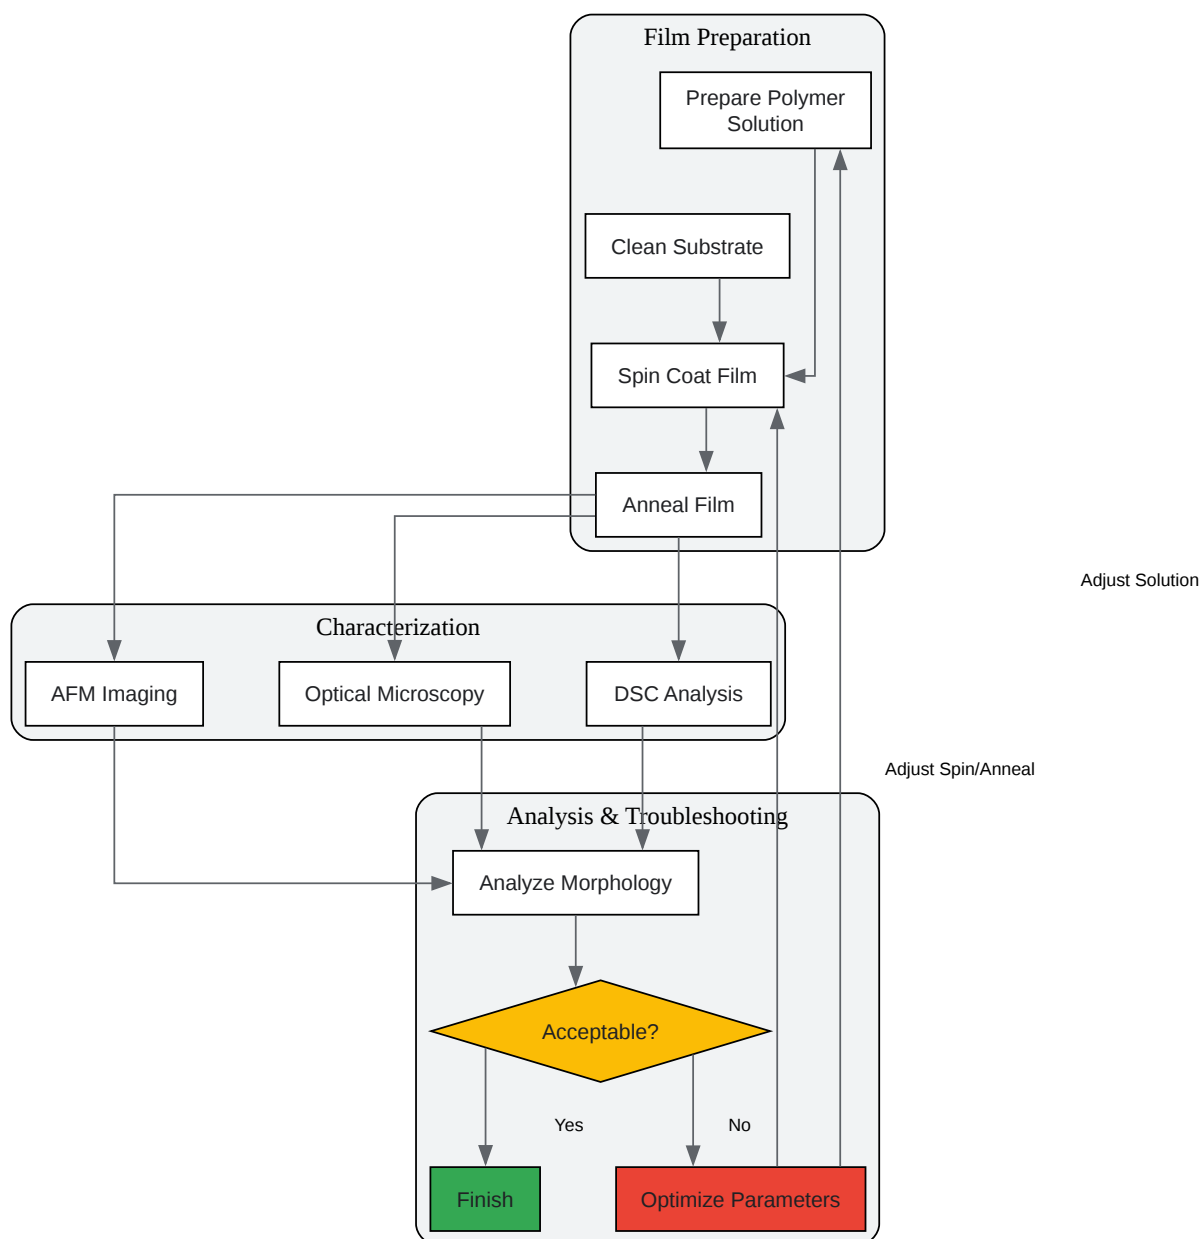 Film Preparation
Prepare Polymer
Solution
Clean Substrate
Spin Coat Film
Anneal Film
Adjust Solution
Characterization
AFM Imaging
Optical Microscopy
DSC Analysis
Adjust Spin/Anneal
Analysis & Troubleshooting
Analyze Morphology
Acceptable?
Yes
No
Finish
Optimize Parameters